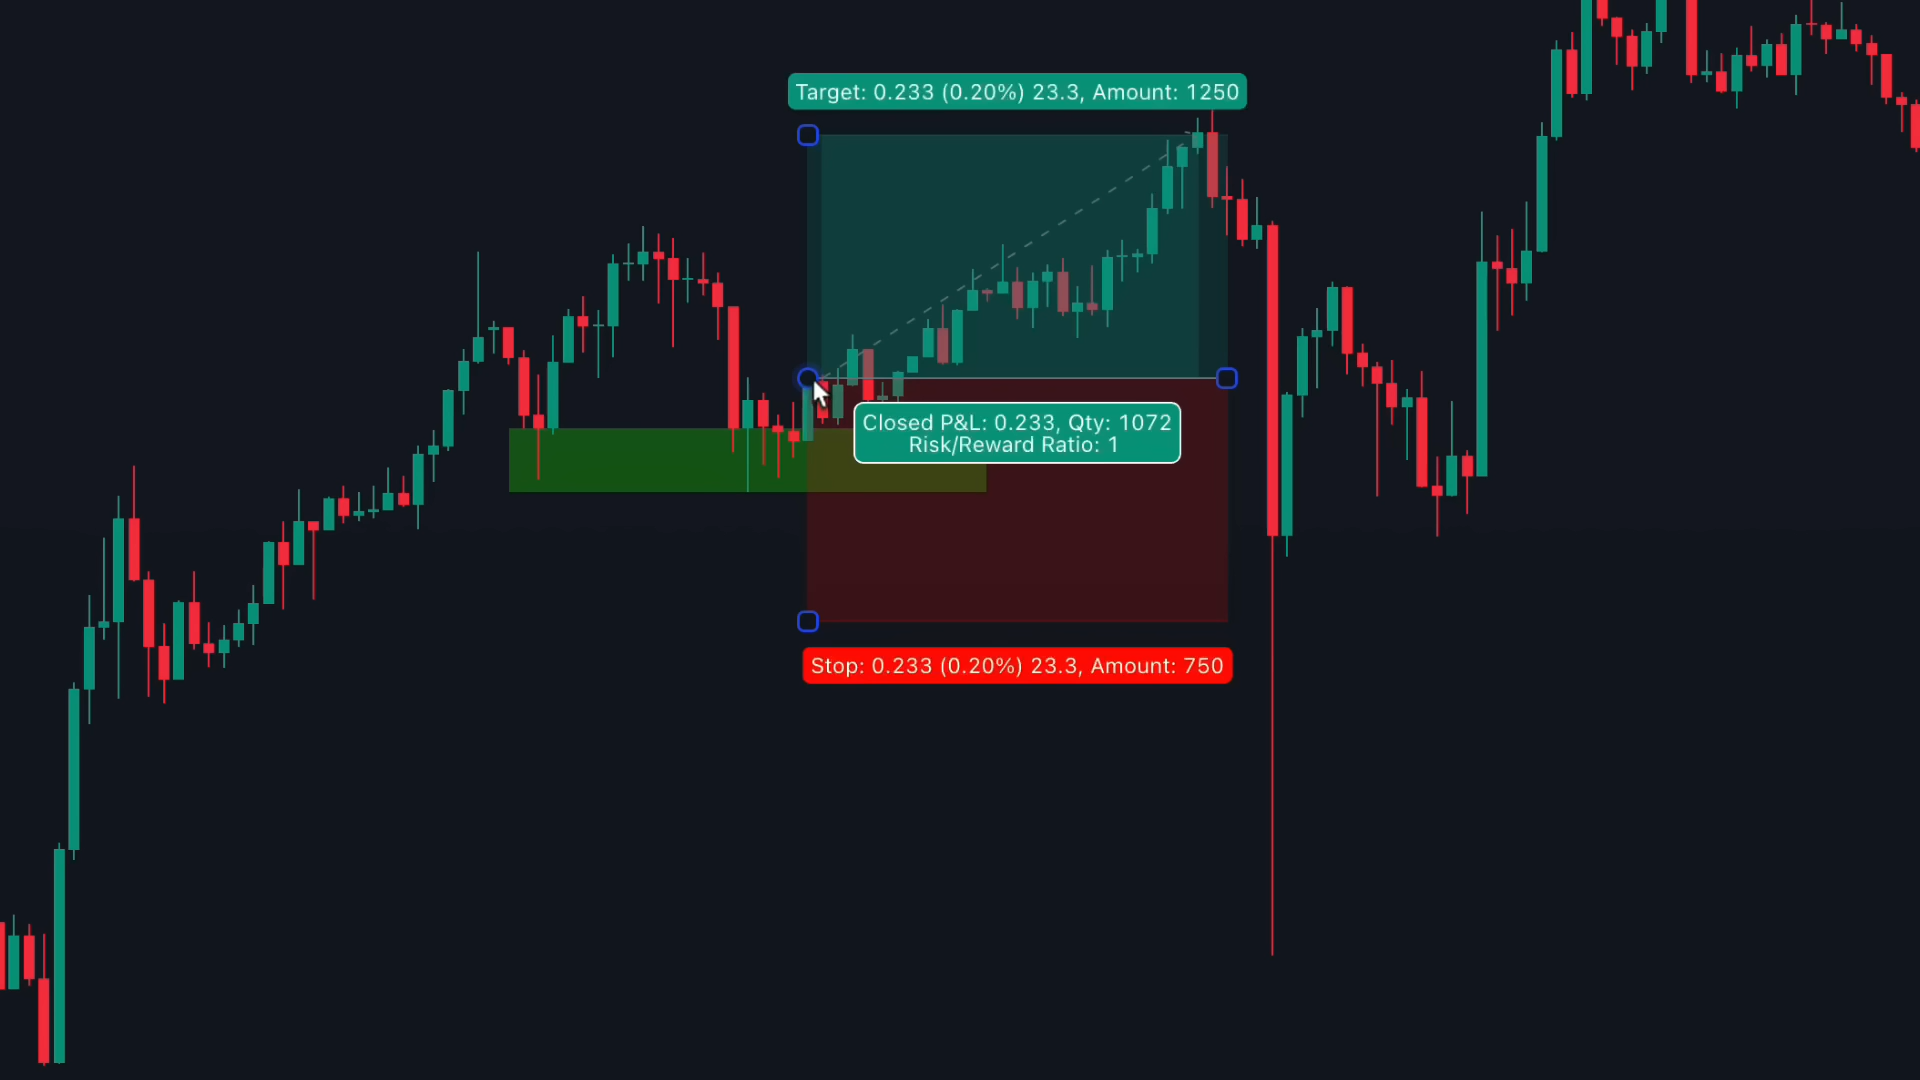 Target: 0.233 (0.20%) 23.3, Amount: 1250
Closed P&L: 0.233, Qty: 1072
Risk/Reward Ratio: 1
Stop: 0.233 (0.20%) 23.3, Amount: 750